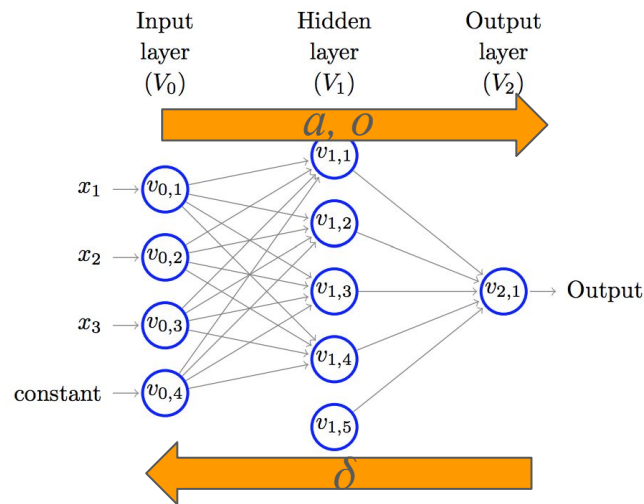 Input Hidden Output
layer layer layer
(V₀) (V₁) (V₂)
a, o
v₁,₁
x₁ v₀,₁
v₁,₂
x₂ v₀,₂
v₁,₃ v₂,₁ Output
x₃ v₀,₃
v₁,₄
constant v₀,₄
v₁,₅
δ